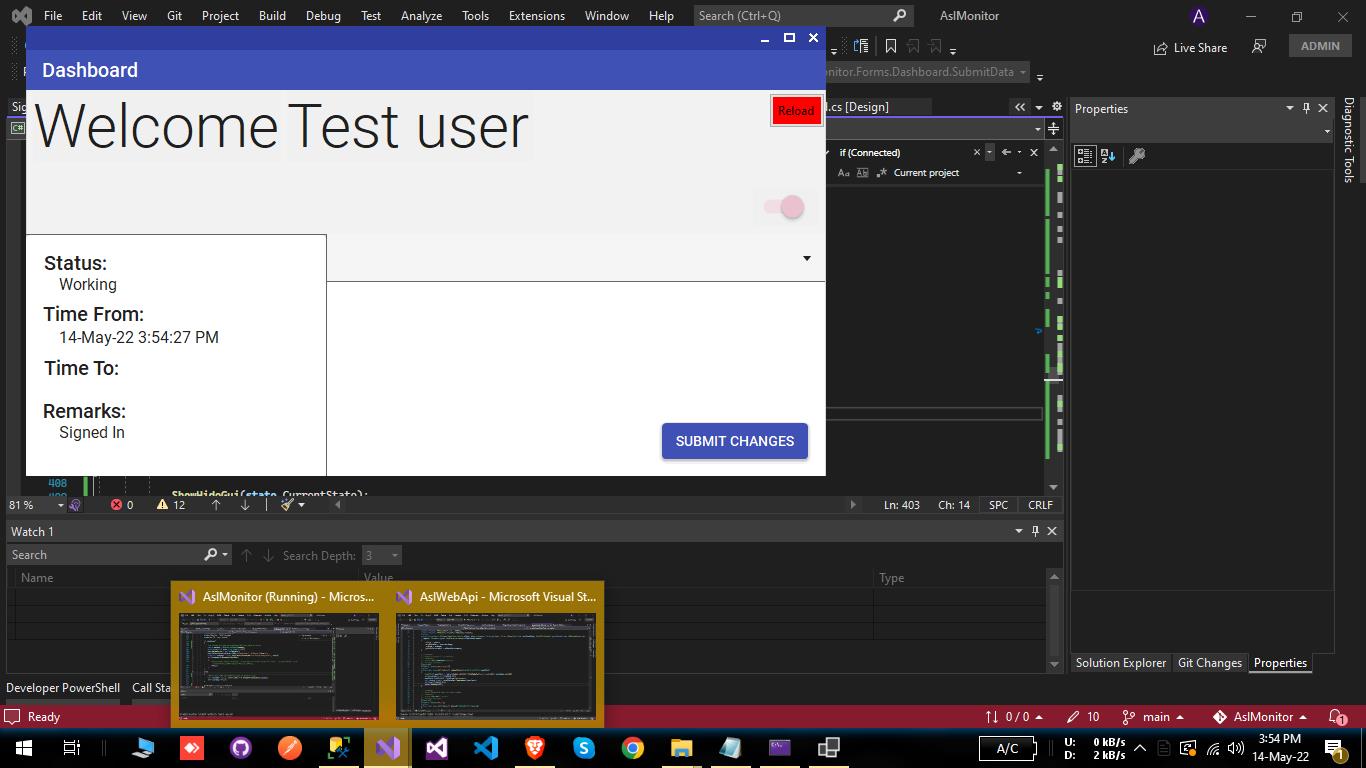 File Edit View Git Project Build Debug Test Analyze Tools Extensions Window Help Search (Ctrl+Q) AslMonitor A
Live Share ADMIN
Dashboard
nitor.Forms.Dashboard.SubmitData
Welcome Test user
Reload
.cs [Design]
Properties
Diagnostic Tools
if (Connected)
Aa Ab Current project
Status:
Working
Time From:
14-May-22 3:54:27 PM
Time To:
Remarks:
Signed In
SUBMIT CHANGES
408
ShowHideGui(state.CurrentState);
81 % 0 12 Ln: 403 Ch: 14 SPC CRLF
Watch 1
Search Search Depth: 3
Name Value Type
AslMonitor (Running) - Micros... AslWebApi - Microsoft Visual St...
Solution Explorer Git Changes Properties
Developer PowerShell Call Sta
Ready 0 / 0 10 main AslMonitor 1
A/C U: 0 kB/s 3:54 PM
D: 2 kB/s 14-May-22 1